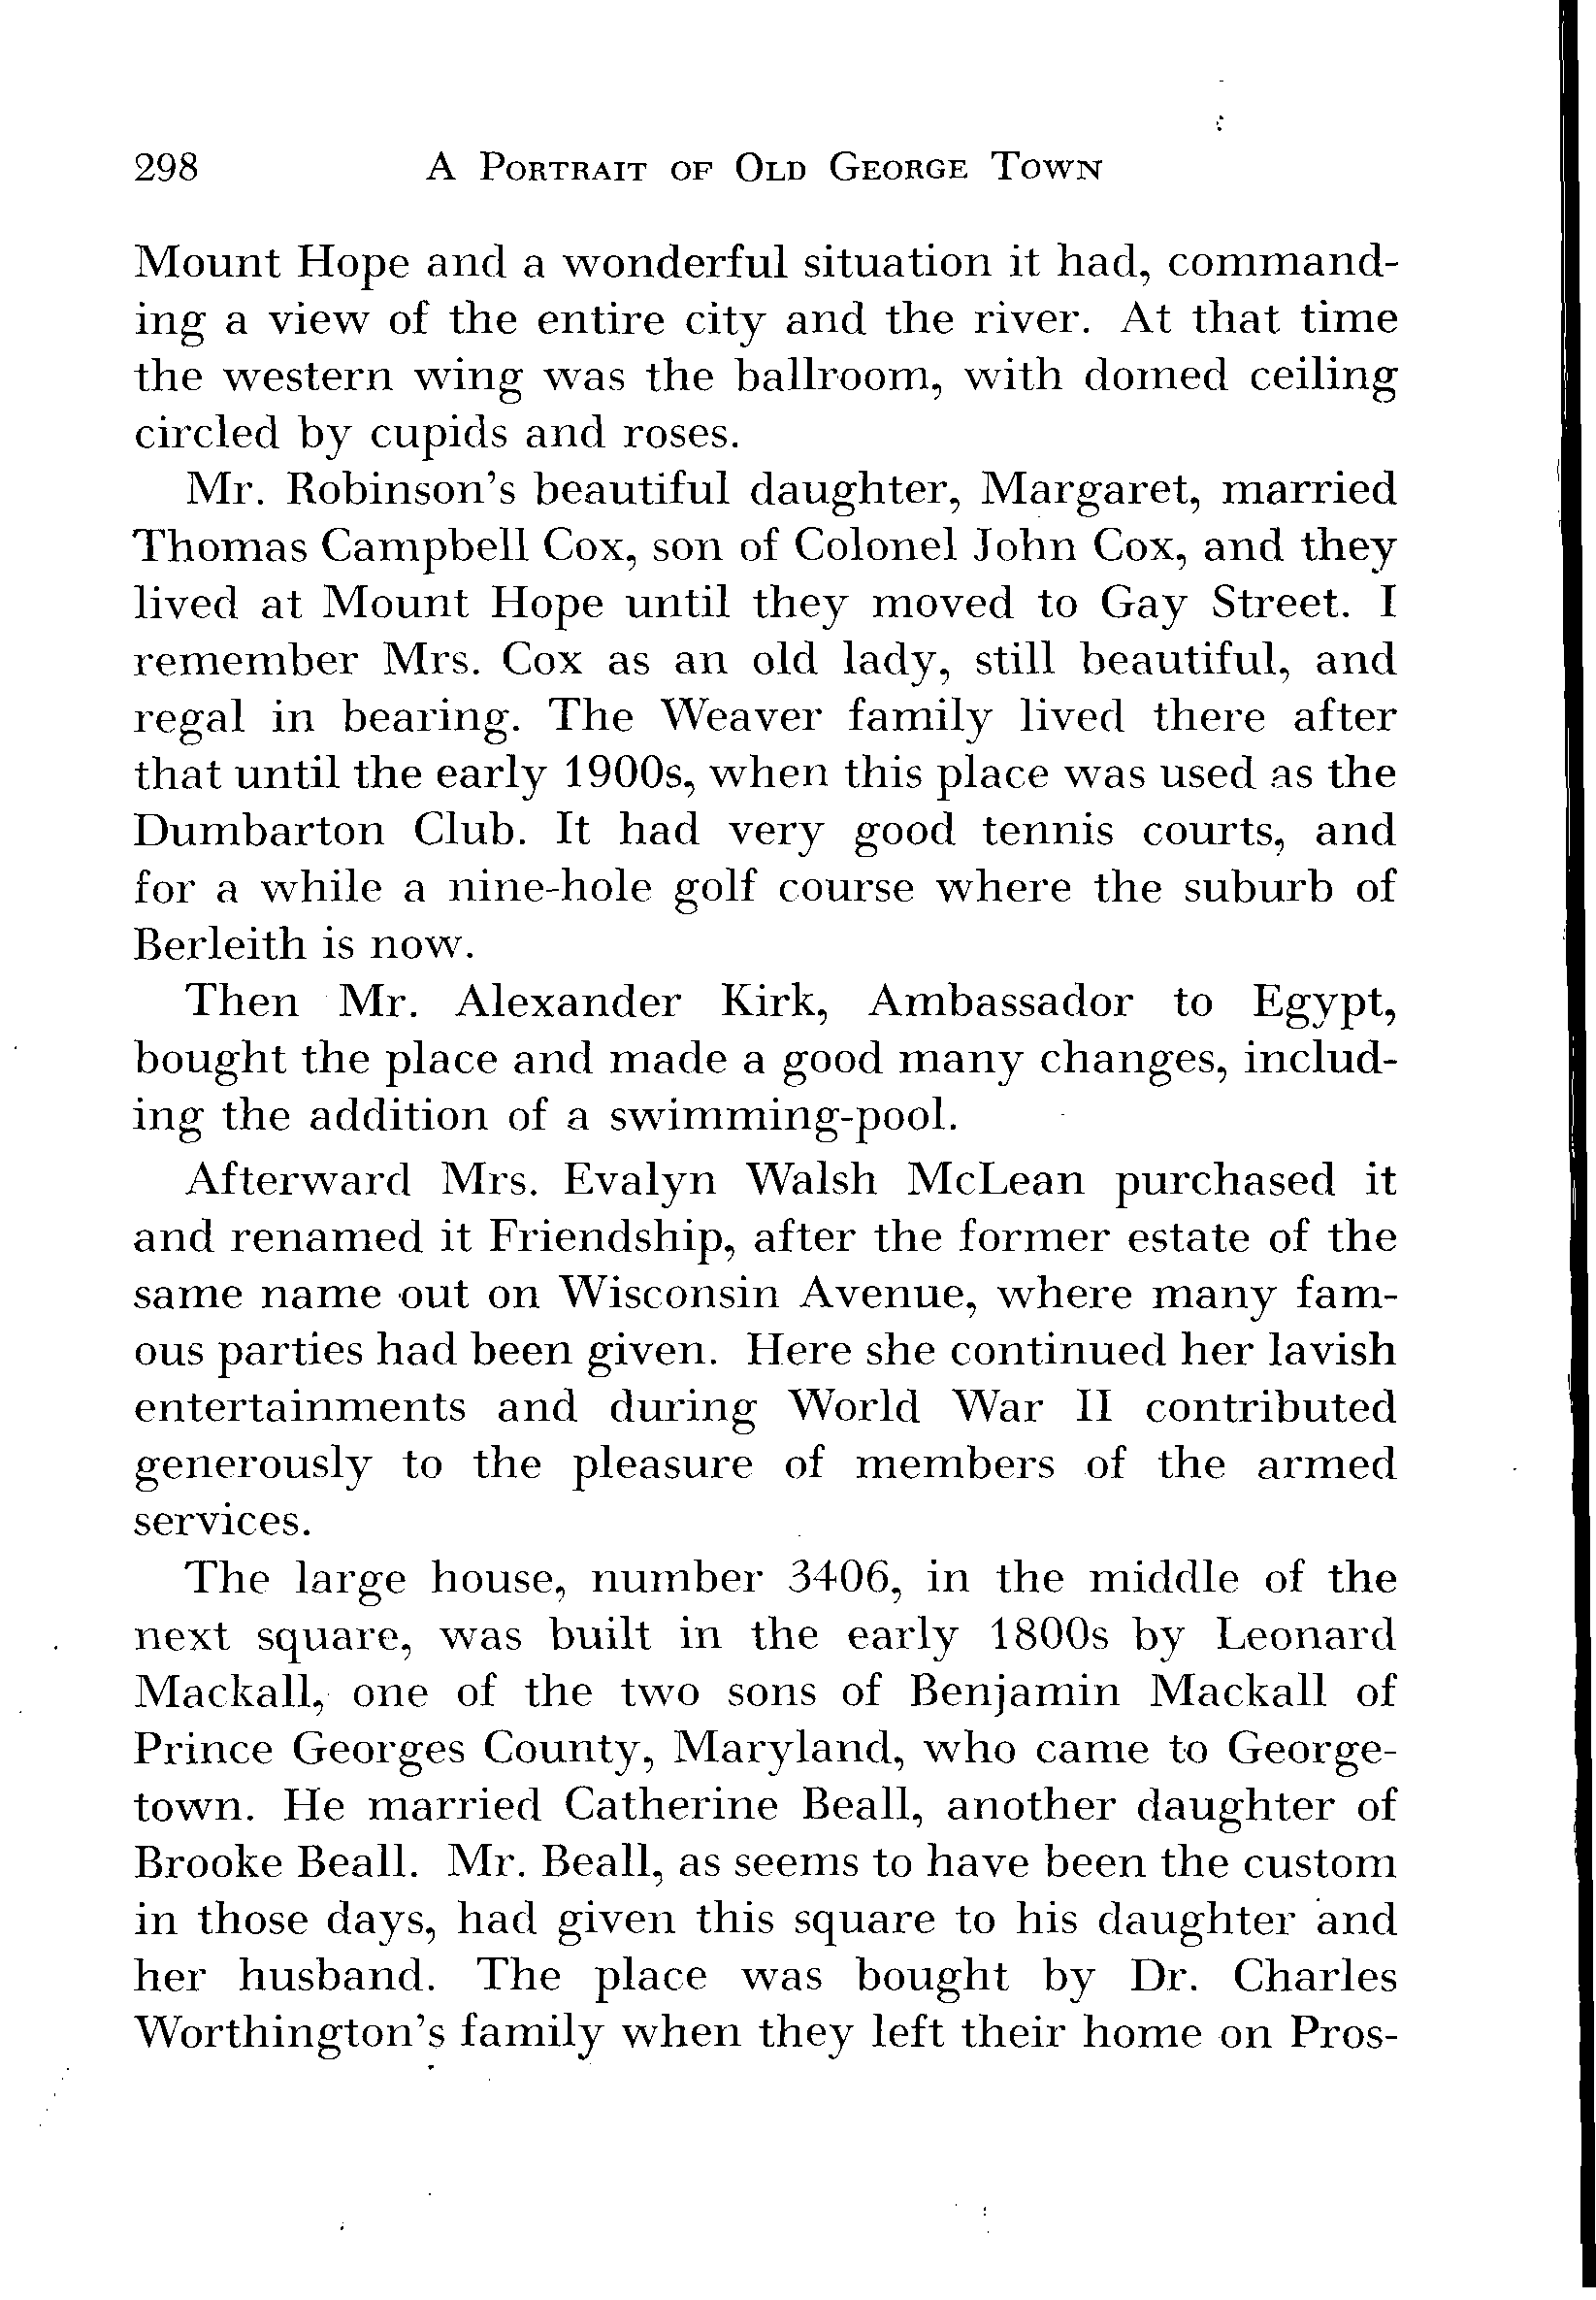 298 A Portrait of Old George Town
Mount Hope and a wonderful situation it had, command-
ing a view of the entire city and the river. At that time
the western wing was the ballroom, with domed ceiling
circled by cupids and roses.
Mr. Robinson's beautiful daughter, Margaret, married
Thomas Campbell Cox, son of Colonel John Cox, and they
lived at Mount Hope until they moved to Gay Street. I
remember Mrs. Cox as an old lady, still beautiful, and
regal in bearing. The Weaver family lived there after
that until the early 1900s, when this place was used as the
Dumbarton Club. It had very good tennis courts, and
for a while a nine-hole golf course where the suburb of
Berleith is now.
Then Mr. Alexander Kirk, Ambassador to Egypt,
bought the place and made a good many changes, includ-
ing the addition of a swimming-pool.
Afterward Mrs. Evalyn Walsh McLean purchased it
and renamed it Friendship, after the former estate of the
same name out on Wisconsin Avenue, where many fam-
ous parties had been given. Here she continued her lavish
entertainments and during World War II contributed
generously to the pleasure of members of the armed
services.
The large house, number 3406, in the middle of the
next square, was built in the early 1800s by Leonard
Mackall, one of the two sons of Benjamin Mackall of
Prince Georges County, Maryland, who came to George-
town. He married Catherine Beall, another daughter of
Brooke Beall. Mr. Beall, as seems to have been the custom
in those days, had given this square to his daughter and
her husband. The place was bought by Dr. Charles
Worthington's family when they left their home on Pros-